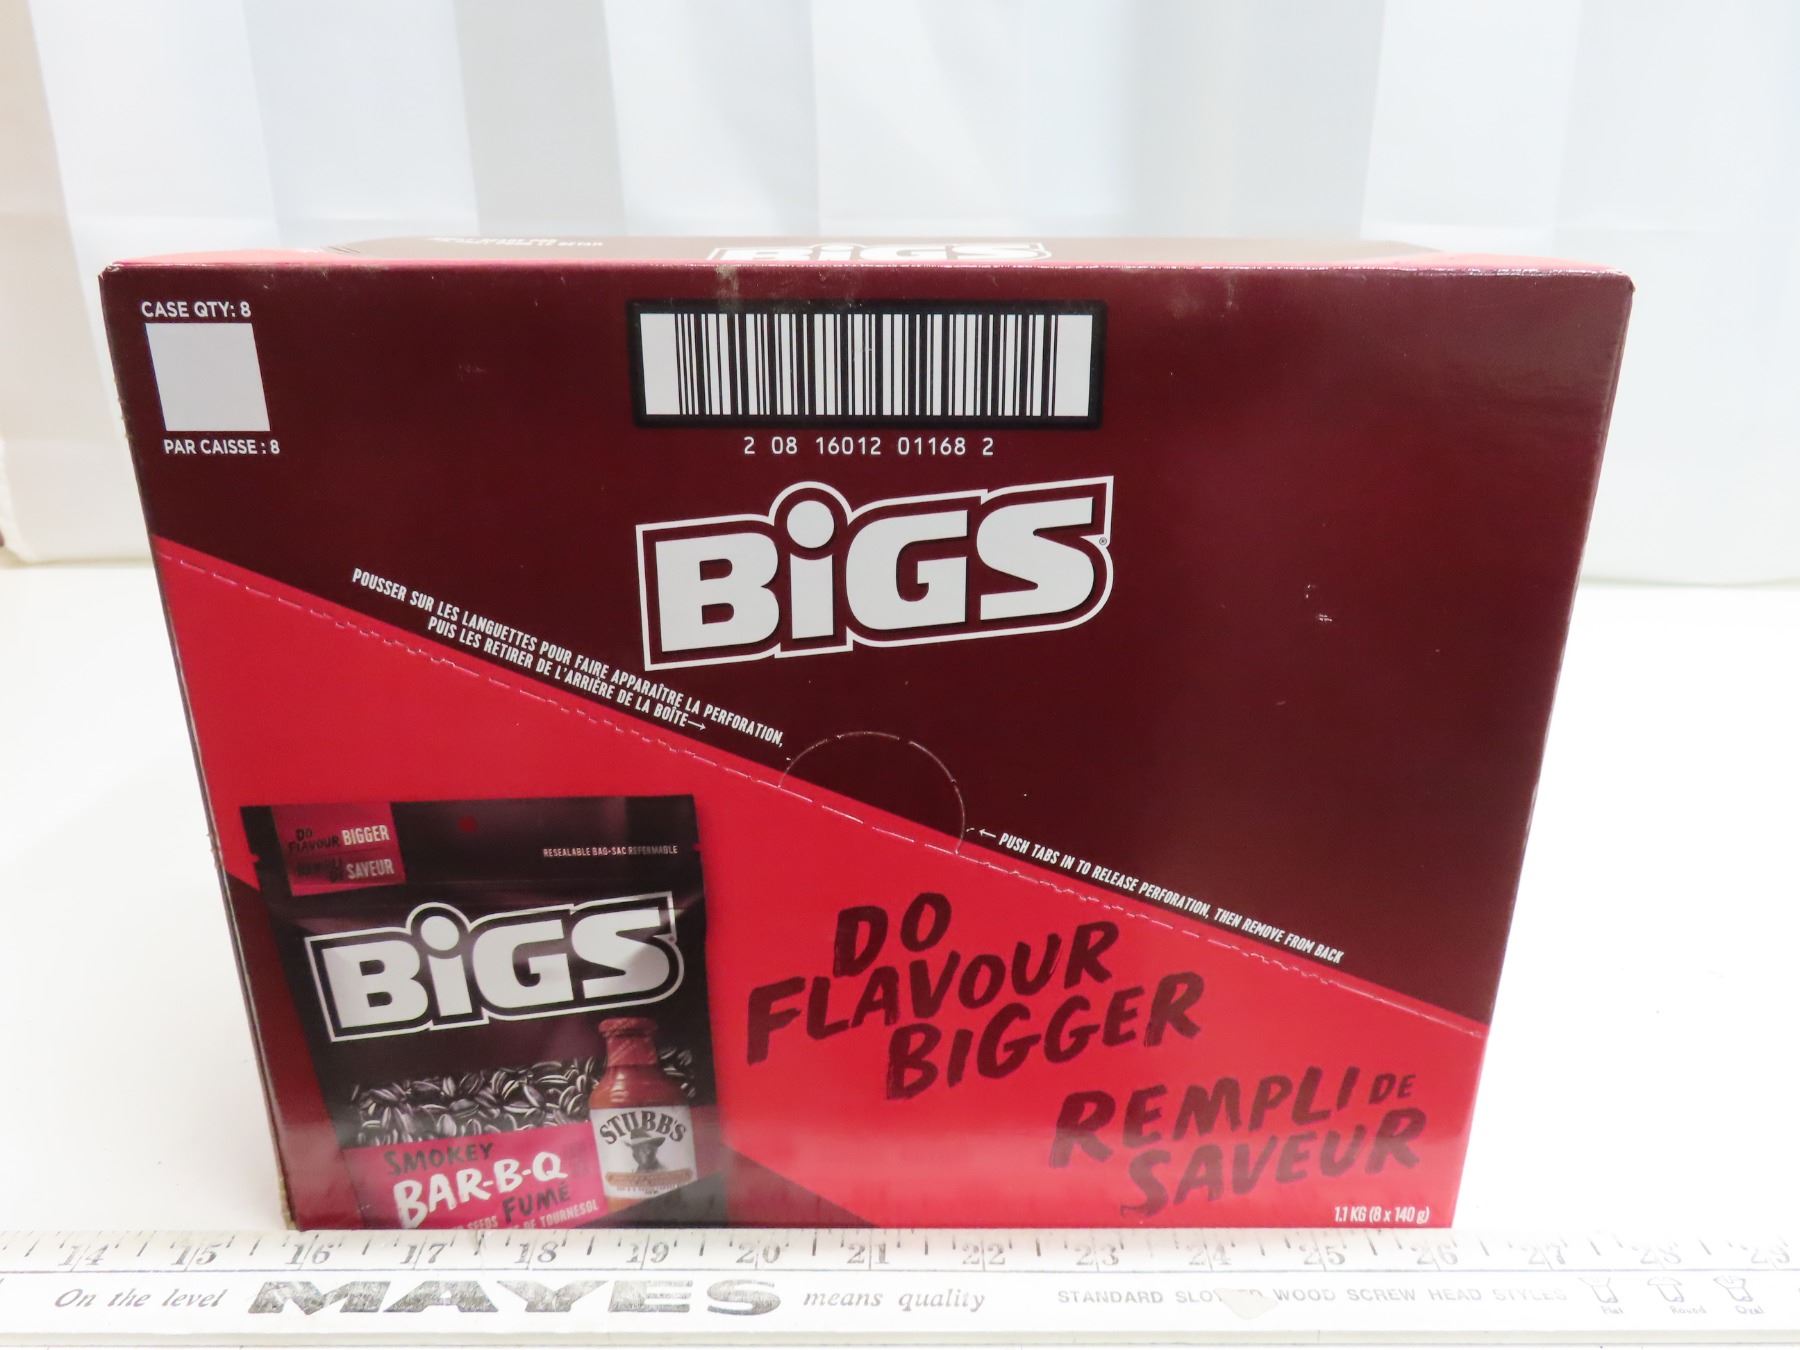 BiGS
CASE QTY: 8
PAR CAISSE : 8
2 08 16012 01168 2
BiGS®
POUSSER SUR LES LANGUETTES POUR FAIRE APPARAÎTRE LA PERFORATION,
PUIS LES RETIRER DE L'ARRIÈRE DE LA BOÎTE→
← PUSH TABS IN TO RELEASE PERFORATION, THEN REMOVE FROM BACK
DO
FLAVOUR BIGGER
REMPLI
DE SAVEUR
RESEALABLE BAG-SAC REFERMABLE
BiGS
STUBB'S
SMOKEY
BAR-B-Q
FUMÉ
SEEDS
DE TOURNESOL
DO
FLAVOUR
BIGGER
REMPLI DE
SAVEUR
1.1 KG (8 x 140 g)
14 15 16 17 18 19 20 21 22 23 24 25 26 27 28 29
On the level MAYES means quality STANDARD WOOD SCREW HEAD STYLES
Flat Round Oval